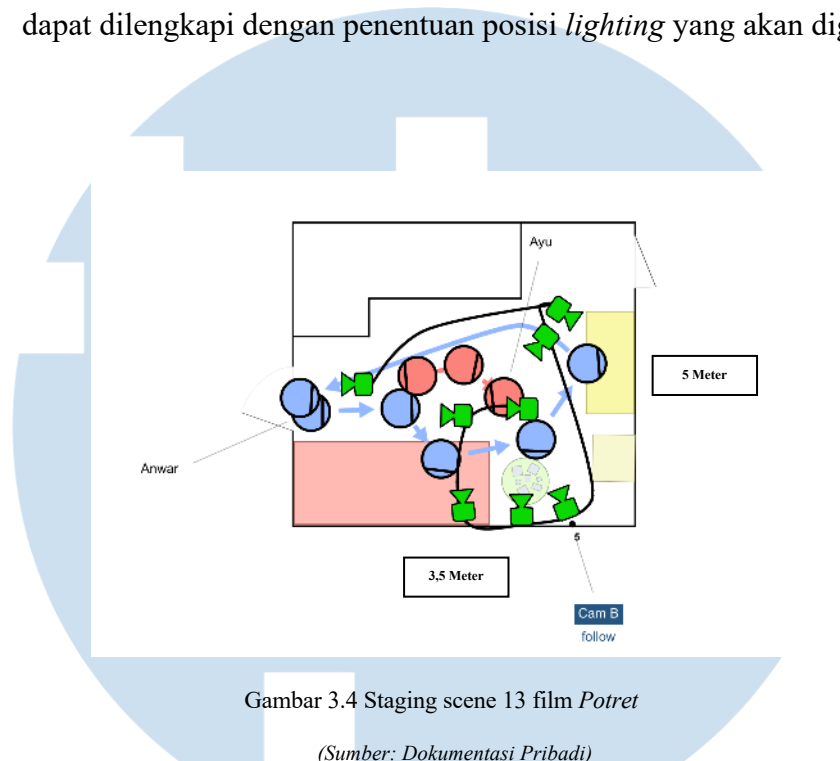 dapat dilengkapi dengan penentuan posisi lighting yang akan
Ayu
5 Meter
Anwar
3,5 Meter
5
Cam B
follow
Gambar 3.4 Staging scene 13 film Potret
(Sumber: Dokumentasi Pribadi)